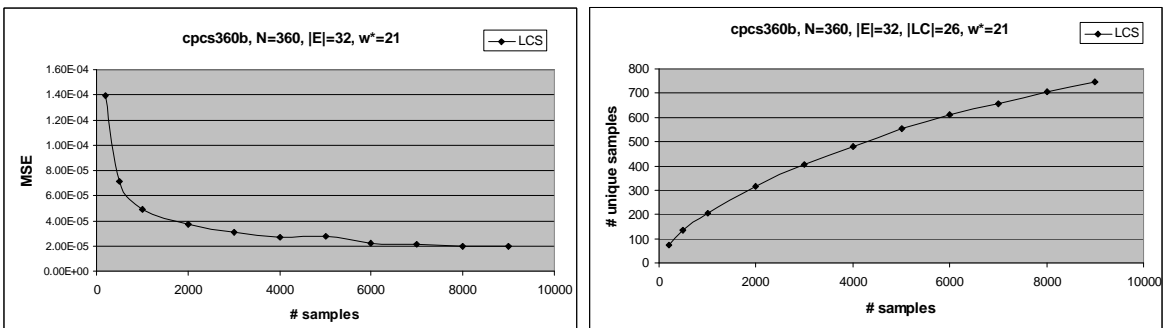 cpcs360b, N=360, |E|=32, w*=21
LCS
1.60E-04
1.40E-04
1.20E-04
1.00E-04
8.00E-05
6.00E-05
4.00E-05
2.00E-05
0.00E+00
MSE
0 2000 4000 6000 8000 10000
# samples
cpcs360b, N=360, |E|=32, |LC|=26, w*=21
LCS
800
700
600
500
400
300
200
100
0
# unique samples
0 2000 4000 6000 8000 10000
# samples